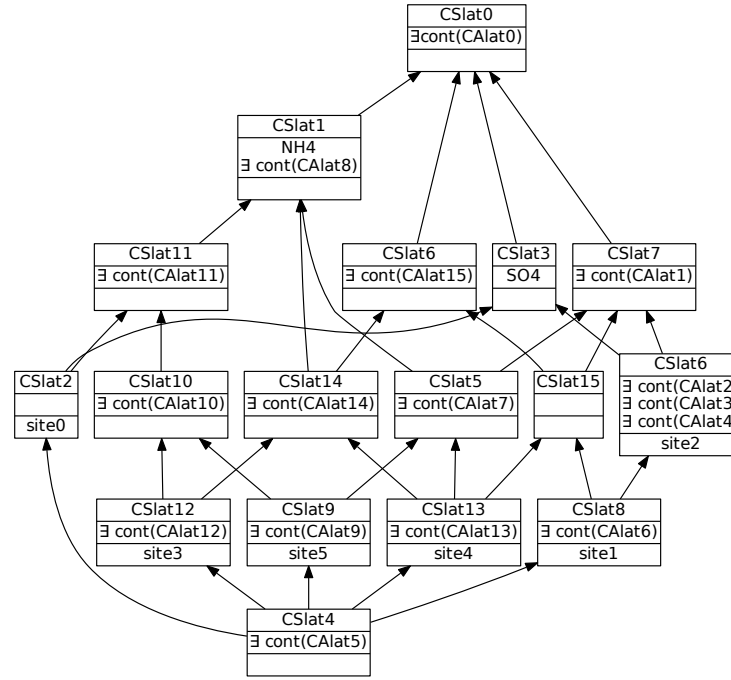 CSlat0
∃cont(CAlat0)
CSlat1
NH4
∃ cont(CAlat8)
CSlat11
∃ cont(CAlat11)
CSlat6
∃ cont(CAlat15)
CSlat3
SO4
CSlat7
∃ cont(CAlat1)
CSlat2
site0
CSlat10
∃ cont(CAlat10)
CSlat14
∃ cont(CAlat14)
CSlat5
∃ cont(CAlat7)
CSlat15
CSlat6
∃ cont(CAlat2
∃ cont(CAlat3
∃ cont(CAlat4
site2
CSlat12
∃ cont(CAlat12)
site3
CSlat9
∃ cont(CAlat9)
site5
CSlat13
∃ cont(CAlat13)
site4
CSlat8
∃ cont(CAlat6)
site1
CSlat4
∃ cont(CAlat5)